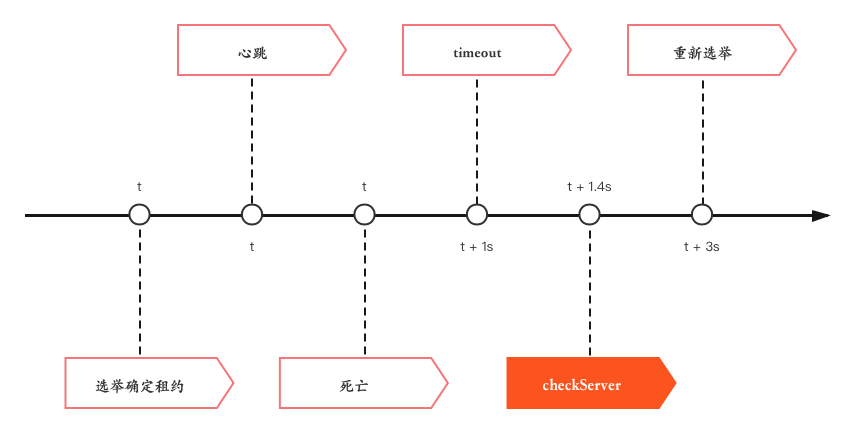 心跳
timeout
重新选举
t
t
t + 1.4s
t
t + 1s
t + 3s
选举确定租约
死亡
checkServer